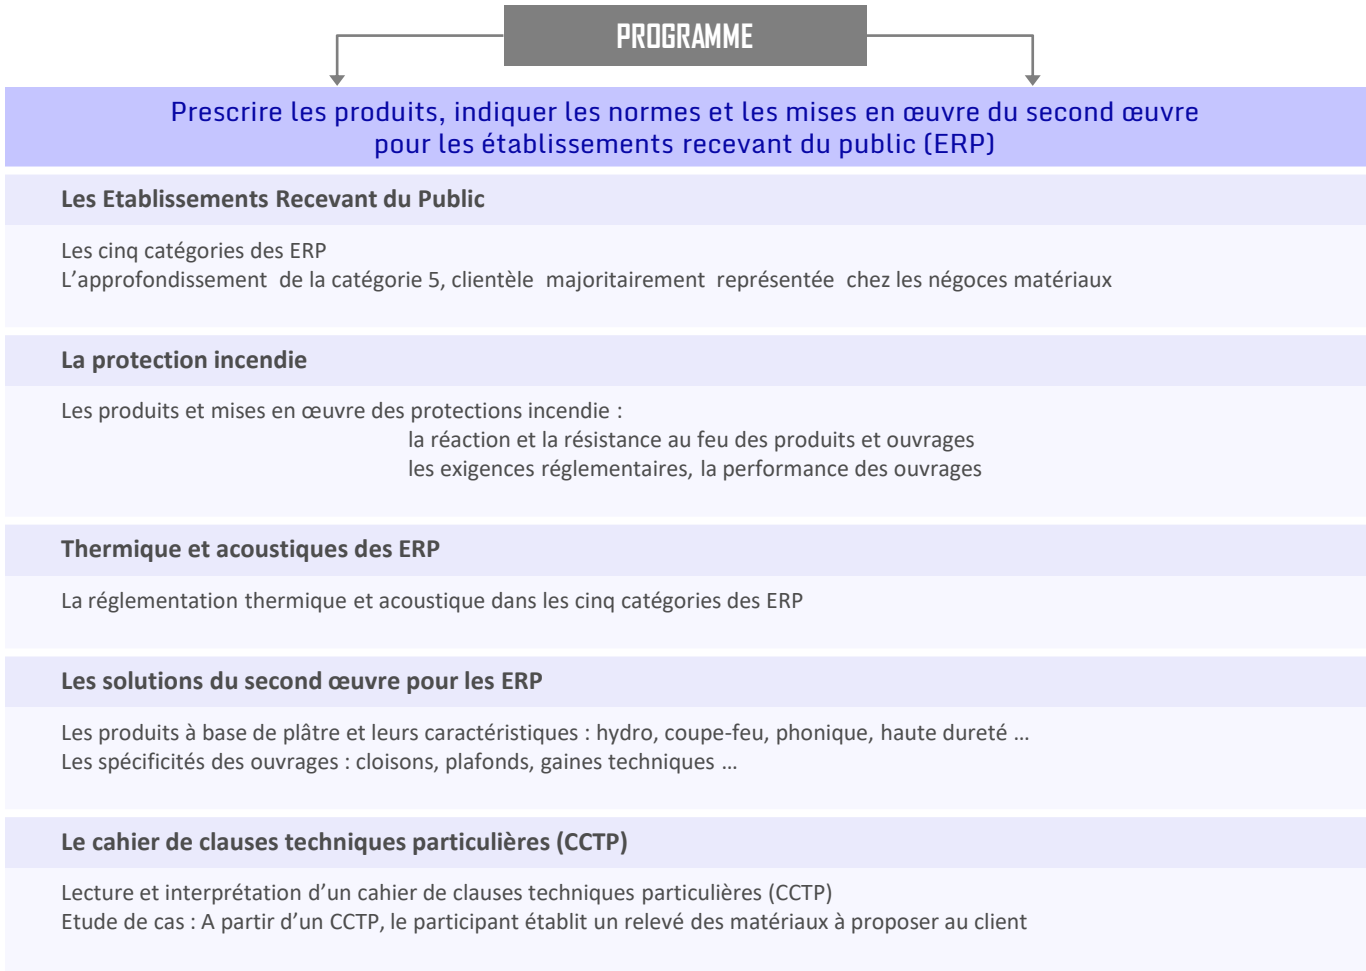 PROGRAMME
Prescrire les produits, indiquer les normes et les mises en œuvre du second œuvre
pour les établissements recevant du public (ERP)
Les Etablissements Recevant du Public
Les cinq catégories des ERP
L’approfondissement de la catégorie 5, clientèle majoritairement représentée chez les négoces matériaux
La protection incendie
Les produits et mises en œuvre des protections incendie :
la réaction et la résistance au feu des produits et ouvrages
les exigences réglementaires, la performance des ouvrages
Thermique et acoustiques des ERP
La réglementation thermique et acoustique dans les cinq catégories des ERP
Les solutions du second œuvre pour les ERP
Les produits à base de plâtre et leurs caractéristiques : hydro, coupe-feu, phonique, haute dureté …
Les spécificités des ouvrages : cloisons, plafonds, gaines techniques …
Le cahier de clauses techniques particulières (CCTP)
Lecture et interprétation d’un cahier de clauses techniques particulières (CCTP)
Etude de cas : A partir d’un CCTP, le participant établit un relevé des matériaux à proposer au client